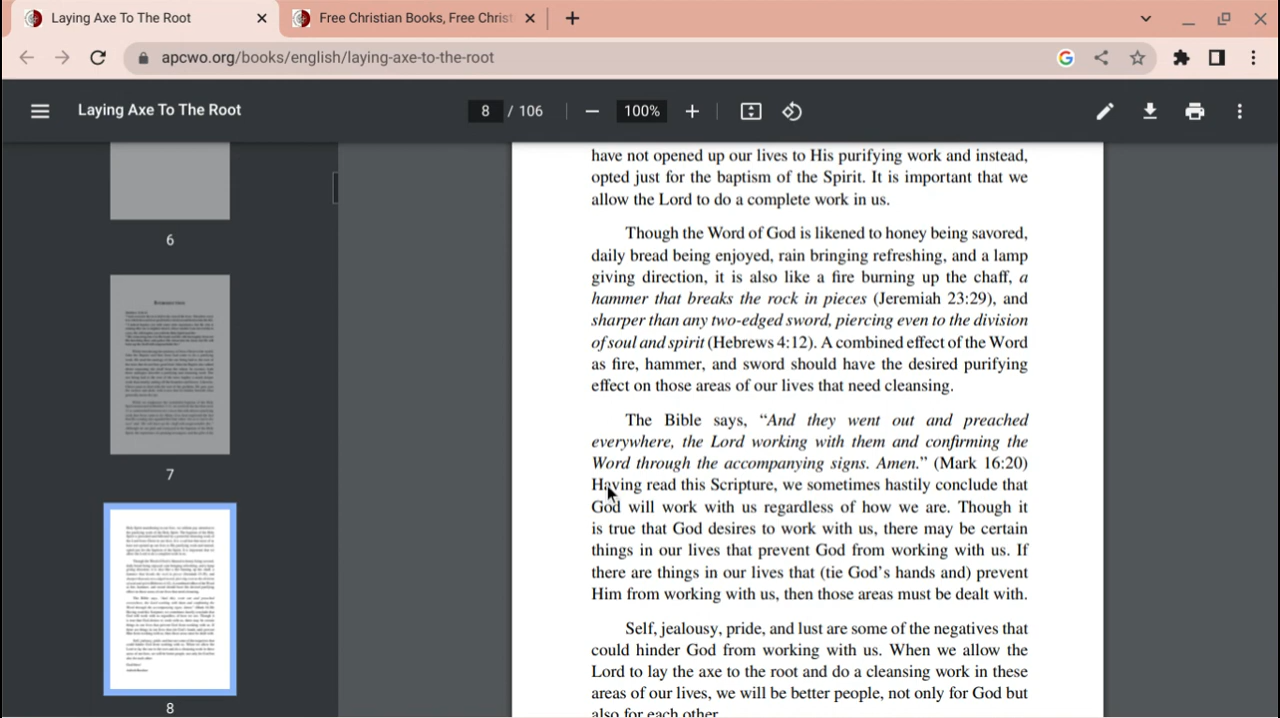 Laying Axe To The Root
Free Christian Books, Free Christ
apcwo.org/books/english/laying-axe-to-the-root
Laying Axe To The Root
8 / 106
100%
6
7
8
have not opened up our lives to His purifying work and instead,
opted just for the baptism of the Spirit. It is important that we
allow the Lord to do a complete work in us.
Though the Word of God is likened to honey being savored,
daily bread being enjoyed, rain bringing refreshing, and a lamp
giving direction, it is also like a fire burning up the chaff, a
hammer that breaks the rock in pieces (Jeremiah 23:29), and
sharper than any two-edged sword, piercing even to the division
of soul and spirit (Hebrews 4:12). A combined effect of the Word
as fire, hammer, and sword should have the desired purifying
effect on those areas of our lives that need cleansing.
The Bible says, “And they went out and preached
everywhere, the Lord working with them and confirming the
Word through the accompanying signs. Amen.” (Mark 16:20)
Having read this Scripture, we sometimes hastily conclude that
God will work with us regardless of how we are. Though it
is true that God desires to work with us, there may be certain
things in our lives that prevent God from working with us. If
there are things in our lives that (bind God’s hands and) prevent
Him from working with us, then these areas must be dealt with.
Self, jealousy, pride, and lust are some of the negatives that
could hinder God from working with us. When we allow the
Lord to lay the axe to the root and do a cleansing work in these
areas of our lives, we will be better people, not only for God but
also for each other.